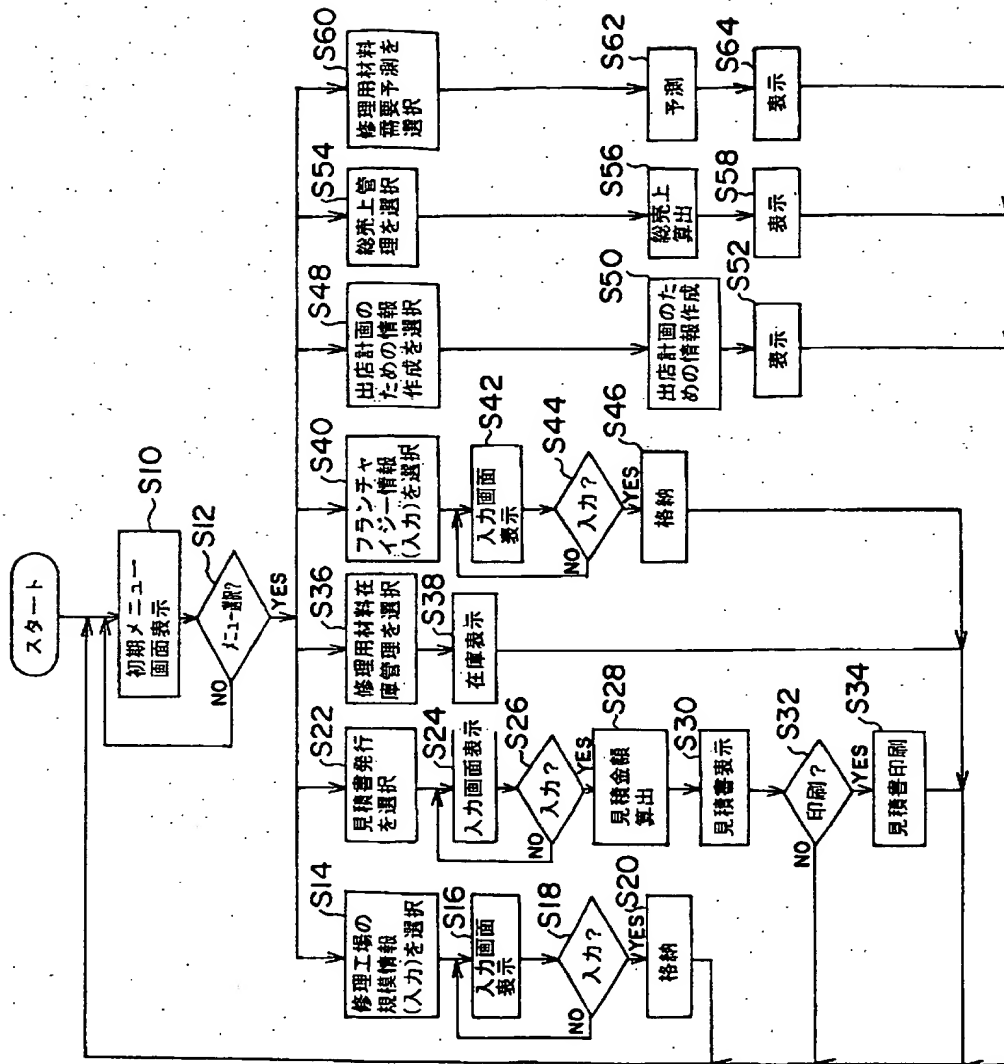 スタート
S10
初期メニュー
画面表示
S12
メニュー選択?
NO
YES
S14
修理工場の
規模情報
(入力)を選択
S16
入力画面
表示
S18
入力?
NO
YES
S20
格納
S22
見積書発行
を選択
S24
入力画面表示
S26
入力?
NO
YES
S28
見積金額
算出
S30
見積書表示
S32
印刷?
NO
YES
S34
見積書印刷
S36
修理用材料在
庫管理を選択
S38
在庫表示
S40
フランチャ
イジー情報
(入力)を選択
S42
入力画面
表示
S44
入力?
NO
YES
S46
格納
S48
出店計画の
ための情報
作成を選択
S50
出店計画のた
めの情報作成
S52
表示
S54
総売上管
理を選択
S56
総売上
算出
S58
表示
S60
修理用材料
需要予測を
選択
S62
予測
S64
表示